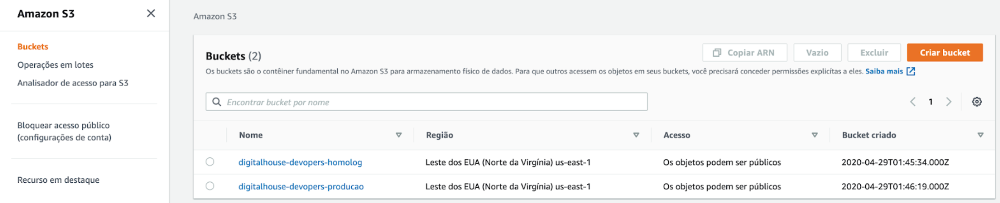 Amazon S3
Buckets
Operações em lotes
Analisador de acesso para S3
Bloquear acesso público
(configurações de conta)
Recurso em destaque
Amazon S3
Buckets (2)
Copiar ARN
Vazio
Excluir
Criar bucket
Os buckets são o contêiner fundamental no Amazon S3 para armazenamento físico de dados. Para que outros acessem os objetos em seus buckets, você precisará conceder permissões explicítas a eles. Saiba mais
Encontrar bucket por nome
1
Nome Região Acesso Bucket criado
digitalhouse-devopers-homolog Leste dos EUA (Norte da Virgínia) us-east-1 Os objetos podem ser públicos 2020-04-29T01:45:34.000Z
digitalhouse-devopers-producao Leste dos EUA (Norte da Virgínia) us-east-1 Os objetos podem ser públicos 2020-04-29T01:46:19.000Z